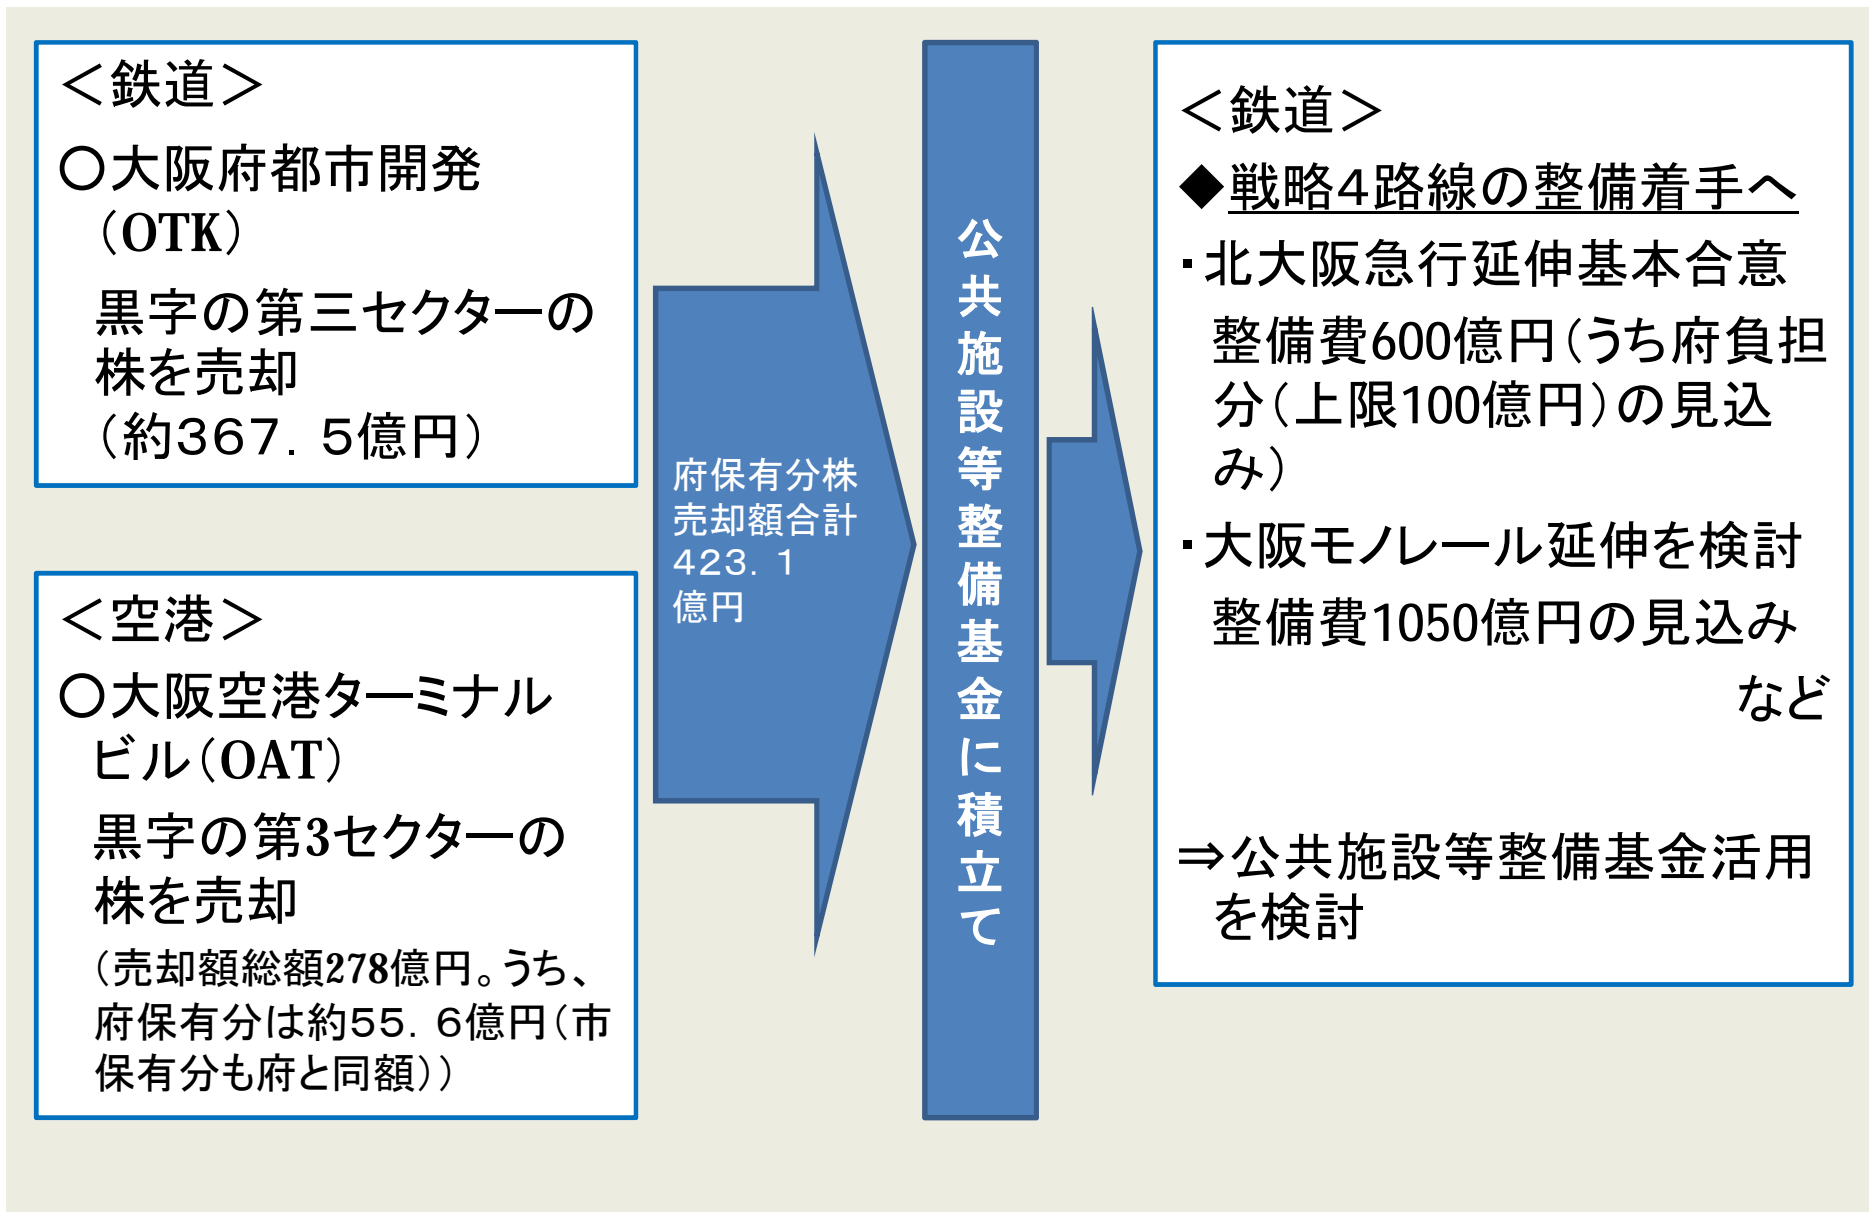 ＜鉄道＞
○大阪府都市開発
（OTK）
黒字の第三セクターの
株を売却
（約３６７．５億円）
＜空港＞
○大阪空港ターミナル
ビル（OAT）
黒字の第3セクターの
株を売却
（売却額総額278億円。うち、
府保有分は約５５．６億円（市
保有分も府と同額））
府保有分株
売却額合計
４２３．１
億円
公共施設等整備基金に積立て
＜鉄道＞
◆戦略４路線の整備着手へ
・北大阪急行延伸基本合意
整備費600億円（うち府負担
分（上限100億円）の見込
み）
・大阪モノレール延伸を検討
整備費1050億円の見込み
など
⇒公共施設等整備基金活用
を検討